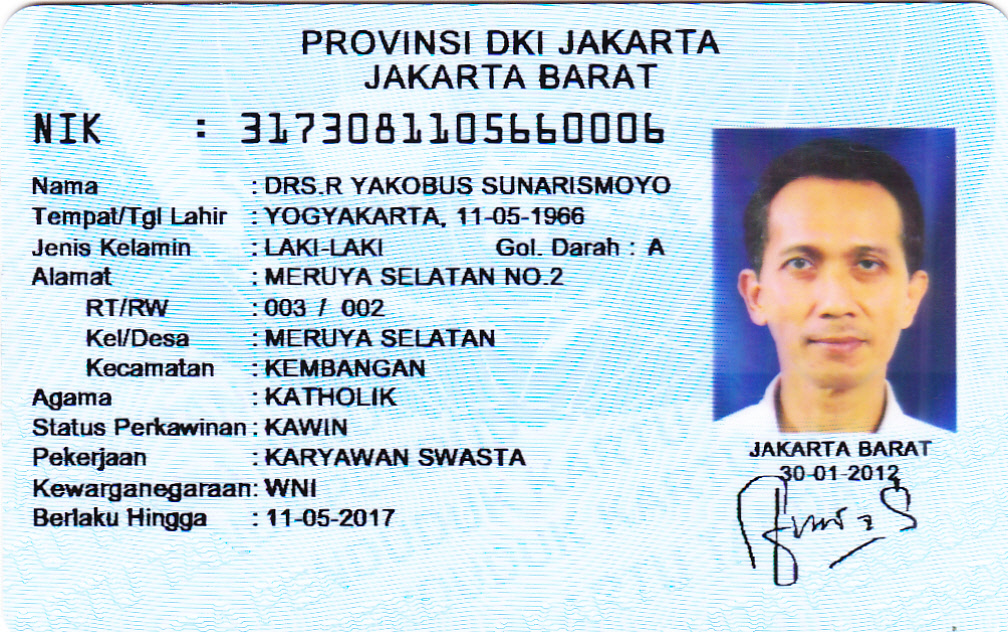 PROVINSI DKI JAKARTA
JAKARTA BARAT
NIK : 3173081105660006
Nama : DRS.R YAKOBUS SUNARISMOYO
Tempat/Tgl Lahir : YOGYAKARTA, 11-05-1966
Jenis Kelamin : LAKI-LAKI Gol. Darah : A
Alamat : MERUYA SELATAN NO.2
RT/RW : 003 / 002
Kel/Desa : MERUYA SELATAN
Kecamatan : KEMBANGAN
Agama : KATHOLIK
Status Perkawinan : KAWIN
Pekerjaan : KARYAWAN SWASTA
Kewarganegaraan: WNI
Berlaku Hingga : 11-05-2017
JAKARTA BARAT
30-01-2012